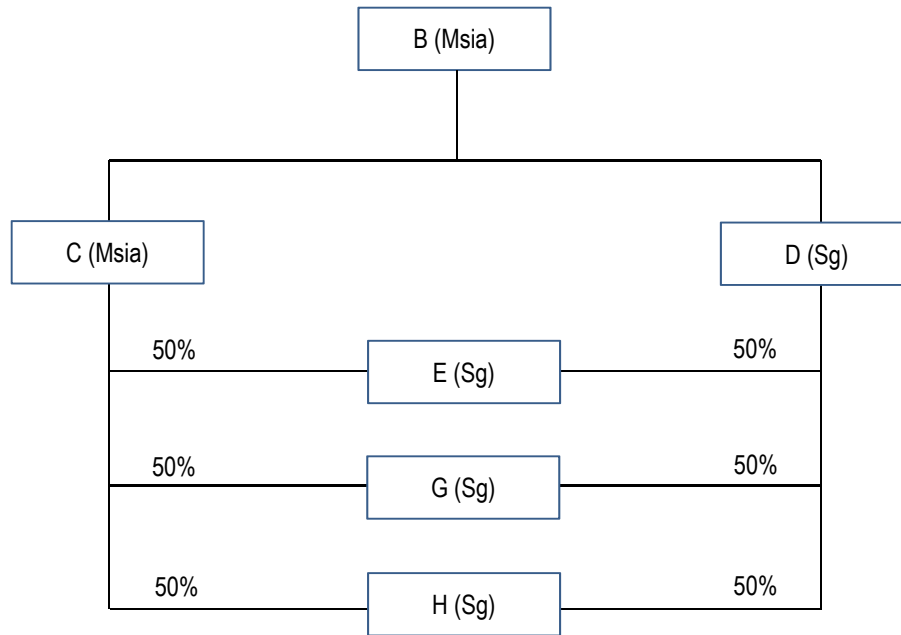 B (Msia)
C (Msia)
D (Sg)
50%
E (Sg)
50%
50%
G (Sg)
50%
50%
H (Sg)
50%